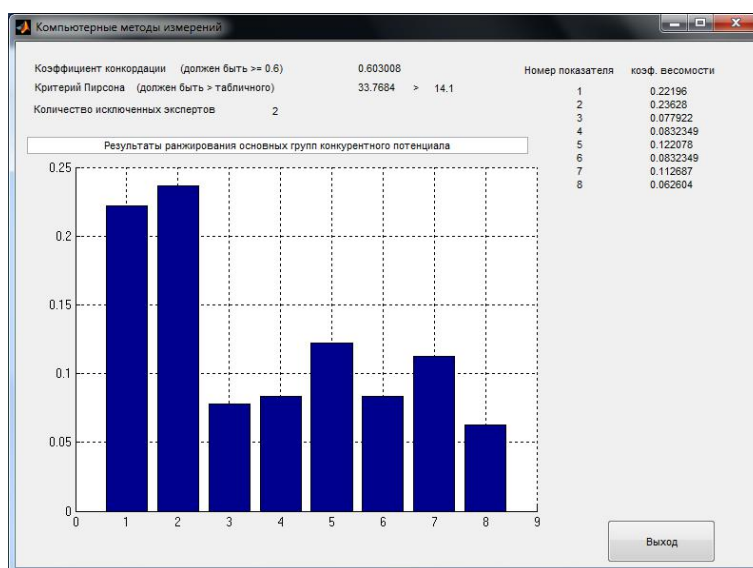 Компьютерные методы измерений
Коэффициент конкордации (должен быть >= 0.6) 0.603008
Критерий Пирсона (должен быть > табличного) 33.7684 > 14.1
Количество исключенных экспертов 2
Номер показателя коэф. весомости
1 0.22196
2 0.23628
3 0.077922
4 0.0832349
5 0.122078
6 0.0832349
7 0.112687
8 0.062604
Результаты ранжирования основных групп конкурентного потенциала
0.25
0.2
0.15
0.1
0.05
0
0 1 2 3 4 5 6 7 8 9
Выход